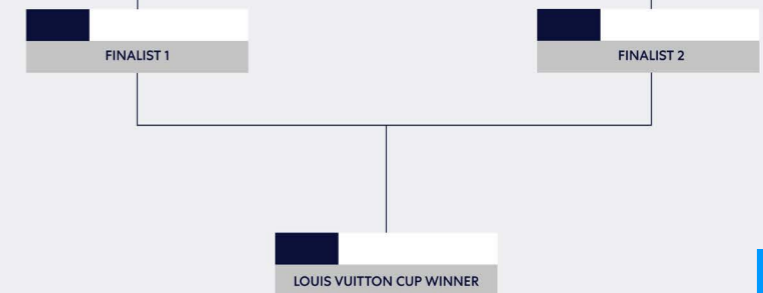 FINALIST 1
FINALIST 2
LOUIS VUITTON CUP WINNER